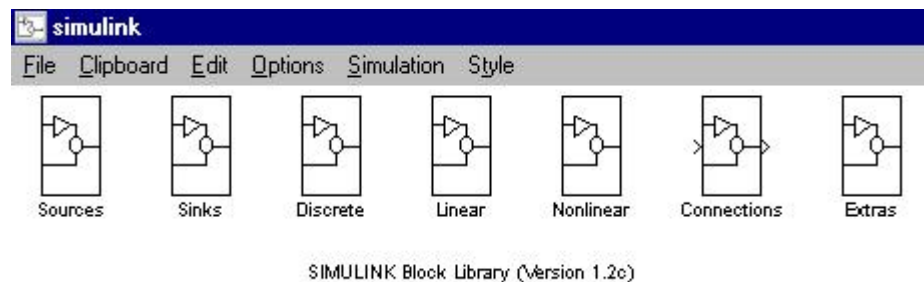 simulink
File Clipboard Edit Options Simulation Style
Sources Sinks Discrete Linear Nonlinear Connections Extras
SIMULINK Block Library (Version 1.2c)